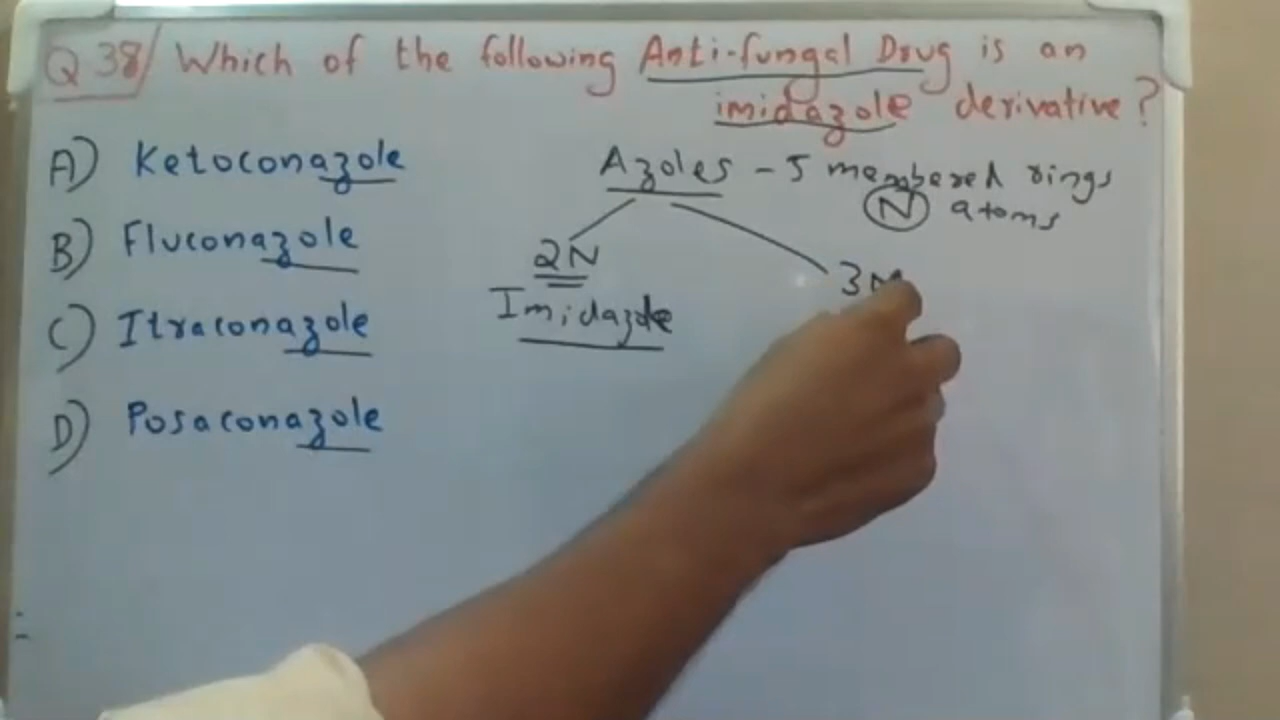 Q 38/ Which of the following Anti-fungal Drug is an
imidazole derivative?
A) Ketoconazole
B) Fluconazole
C) Itraconazole
D) Posaconazole
Azoles - 5 membered rings
N atoms
2N
Imidazole
3N